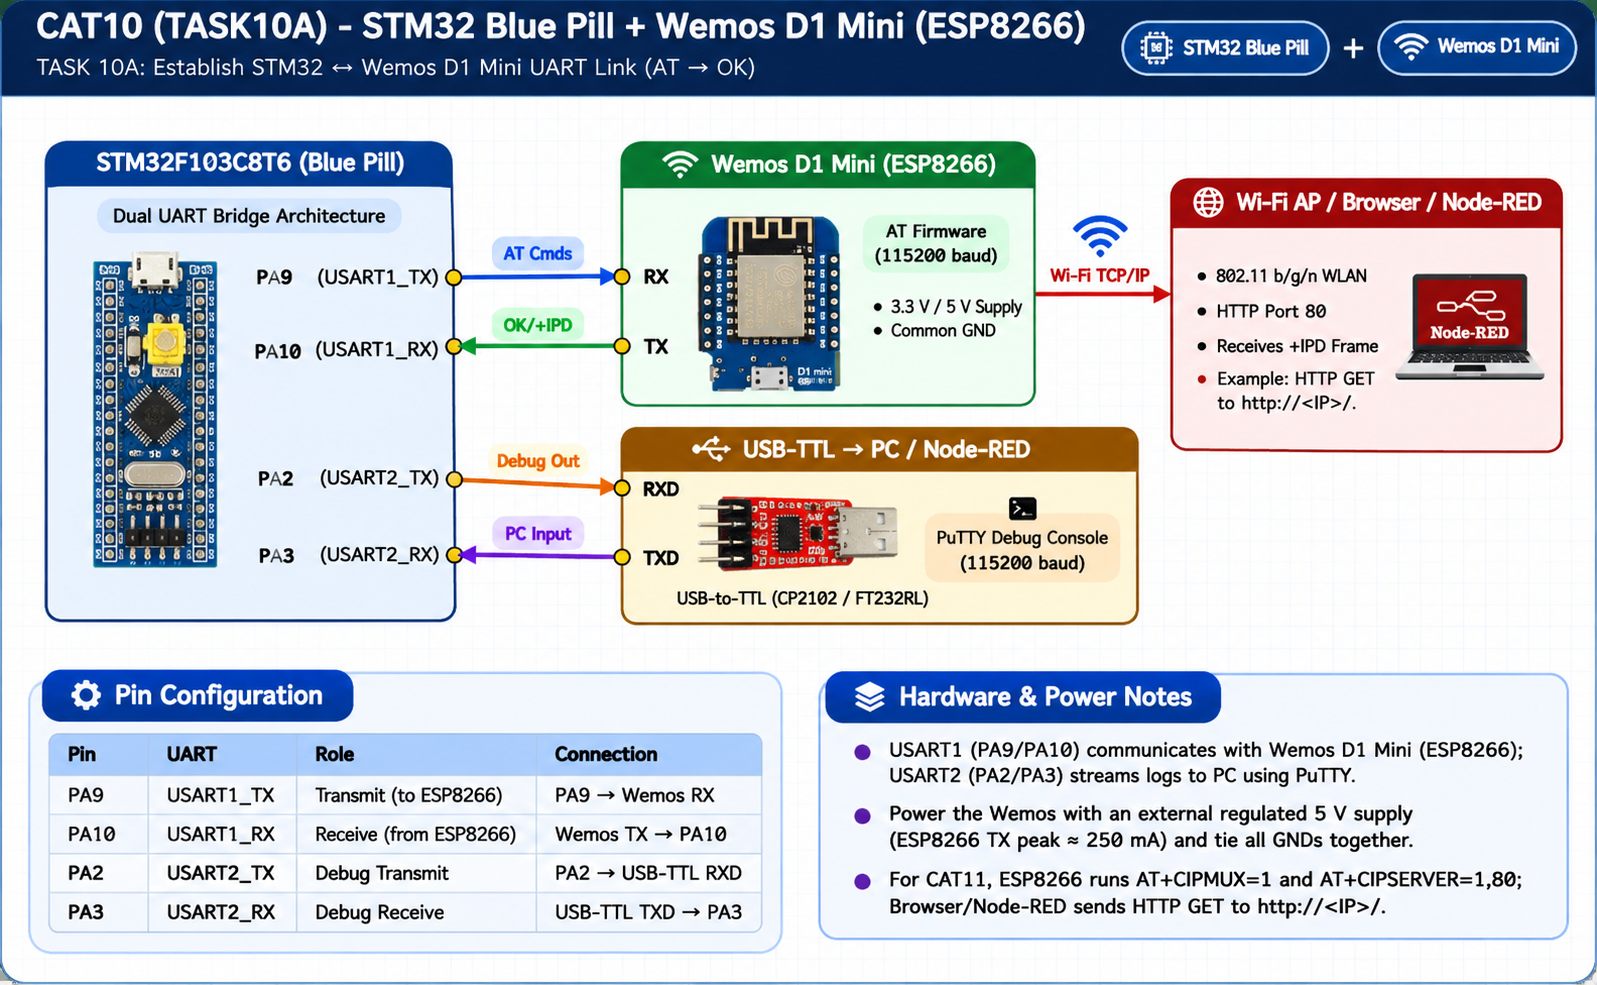 CAT10 (TASK10A) - STM32 Blue Pill + Wemos D1 Mini (ESP8266)
TASK 10A: Establish STM32 ↔ Wemos D1 Mini UART Link (AT → OK)
STM32 Blue Pill
+
Wemos D1 Mini
STM32F103C8T6 (Blue Pill)
Dual UART Bridge Architecture
PA9 (USART1_TX)
PA10 (USART1_RX)
PA2 (USART2_TX)
PA3 (USART2_RX)
AT Cmds
OK/+IPD
Debug Out
PC Input
Wemos D1 Mini (ESP8266)
RX
TX
AT Firmware
(115200 baud)
• 3.3 V / 5 V Supply
• Common GND
D1 mini
Wi-Fi TCP/IP
Wi-Fi AP / Browser / Node-RED
• 802.11 b/g/n WLAN
• HTTP Port 80
• Receives +IPD Frame
• Example: HTTP GET
to http://<IP>/.
Node-RED
USB-TTL → PC / Node-RED
RXD
TXD
PuTTY Debug Console
(115200 baud)
USB-to-TTL (CP2102 / FT232RL)
Pin Configuration
Pin UART Role Connection
PA9 USART1_TX Transmit (to ESP8266) PA9 → Wemos RX
PA10 USART1_RX Receive (from ESP8266) Wemos TX → PA10
PA2 USART2_TX Debug Transmit PA2 → USB-TTL RXD
PA3 USART2_RX Debug Receive USB-TTL TXD → PA3
Hardware & Power Notes
● USART1 (PA9/PA10) communicates with Wemos D1 Mini (ESP8266);
USART2 (PA2/PA3) streams logs to PC using PuTTY.
● Power the Wemos with an external regulated 5 V supply
(ESP8266 TX peak ≈ 250 mA) and tie all GNDs together.
● For CAT11, ESP8266 runs AT+CIPMUX=1 and AT+CIPSERVER=1,80;
Browser/Node-RED sends HTTP GET to http://<IP>/.